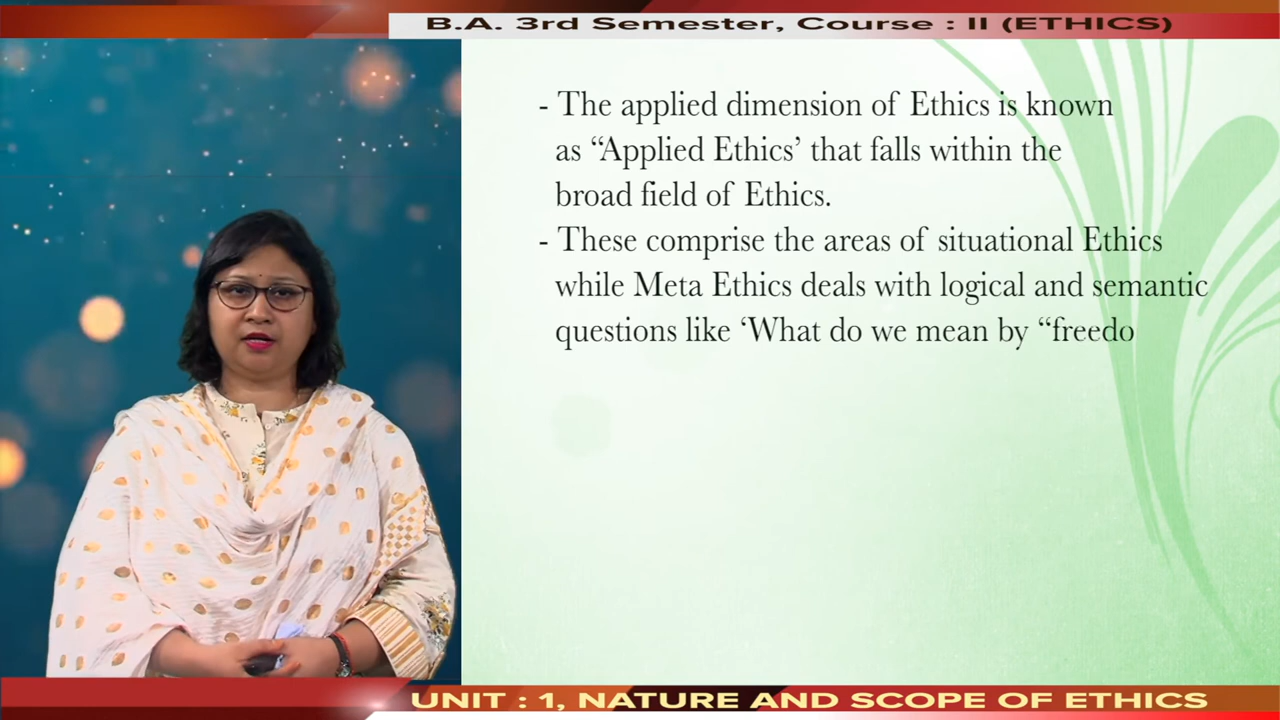 B.A. 3rd Semester, Course : II (ETHICS)
- The applied dimension of Ethics is known
as “Applied Ethics’ that falls within the
broad field of Ethics.
- These comprise the areas of situational Ethics
while Meta Ethics deals with logical and semantic
questions like ‘What do we mean by “freedo
UNIT : 1, NATURE AND SCOPE OF ETHICS